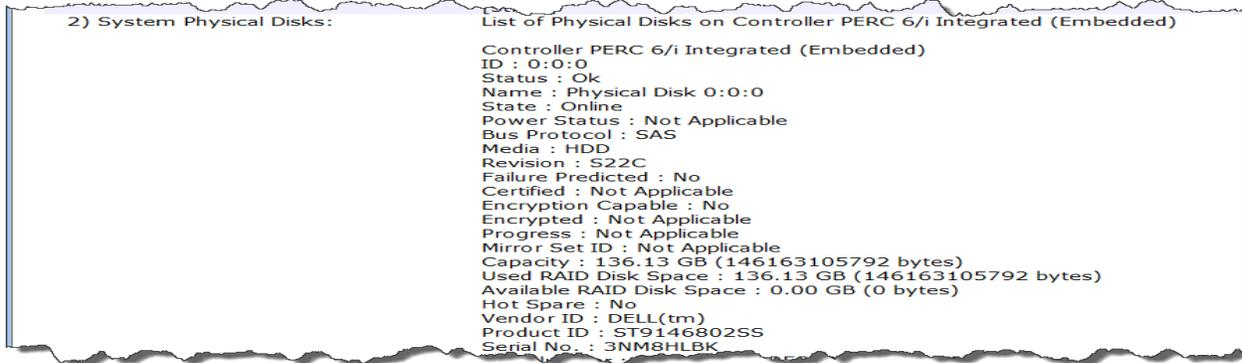 2) System Physical Disks: List of Physical Disks on Controller PERC 6/i Integrated (Embedded)
Controller PERC 6/i Integrated (Embedded)
ID : 0:0:0
Status : Ok
Name : Physical Disk 0:0:0
State : Online
Power Status : Not Applicable
Bus Protocol : SAS
Media : HDD
Revision : S22C
Failure Predicted : No
Certified : Not Applicable
Encryption Capable : No
Encrypted : Not Applicable
Progress : Not Applicable
Mirror Set ID : Not Applicable
Capacity : 136.13 GB (146163105792 bytes)
Used RAID Disk Space : 136.13 GB (146163105792 bytes)
Available RAID Disk Space : 0.00 GB (0 bytes)
Hot Spare : No
Vendor ID : DELL(tm)
Product ID : ST9146802SS
Serial No. : 3NM8HLBK